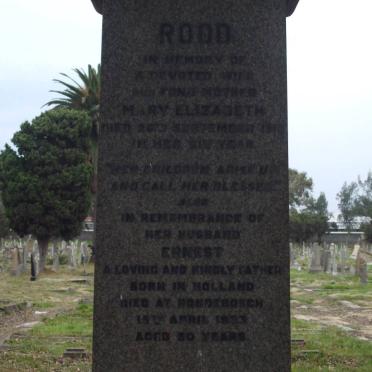 RODD
IN MEMORY OF
A DEVOTED WIFE
AND FOND MOTHER
MARY ELIZABETH
DIED SEPTEMBER
IN HER YEAR
"HER CHILDREN ARISE UP
AND CALL HER BLESSED"
ALSO
IN REMEMBRANCE OF
HER HUSBAND
ERNEST
A LOVING AND KINDLY FATHER
BORN IN HOLLAND
DIED AT RONDEBOSCH
APRIL
AGED 80 YEARS